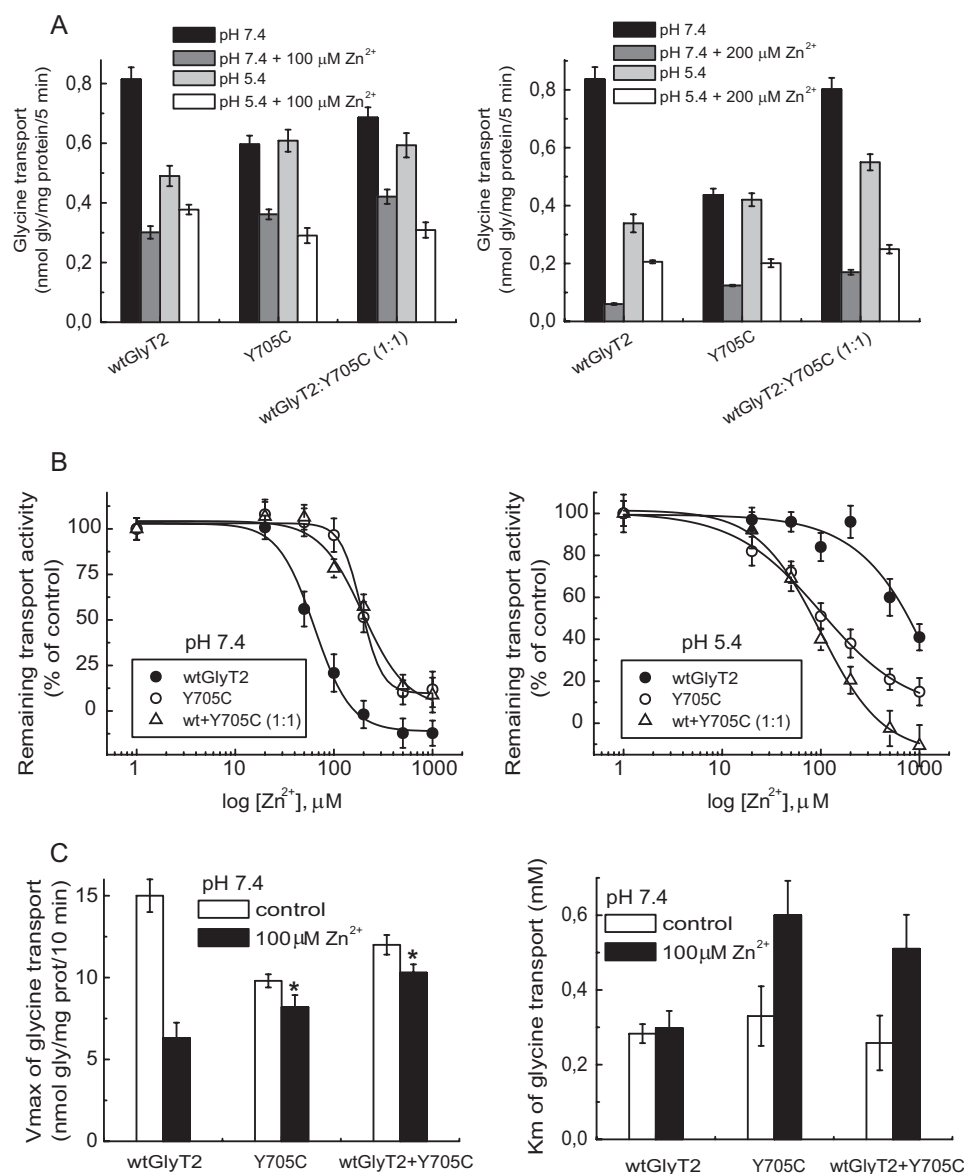 A
pH 7.4
pH 7.4 + 100 μM Zn2+
pH 5.4
pH 5.4 + 100 μM Zn2+
Glycine transport
(nmol gly/mg protein/5 min)
0,8
0,6
0,4
0,2
0,0
wtGlyT2
Y705C
wtGlyT2:Y705C (1:1)
pH 7.4
pH 7.4 + 200 μM Zn2+
pH 5.4
pH 5.4 + 200 μM Zn2+
Glycine transport
(nmol gly/mg protein/5 min)
0,8
0,6
0,4
0,2
0,0
wtGlyT2
Y705C
wtGlyT2:Y705C (1:1)
B
Remaining transport activity
(% of control)
100
75
50
25
0
pH 7.4
wtGlyT2
Y705C
wt+Y705C (1:1)
1 10 100 1000
log [Zn2+], μM
Remaining transport activity
(% of control)
100
80
60
40
20
0
pH 5.4
wtGlyT2
Y705C
wt+Y705C (1:1)
1 10 100 1000
log [Zn2+], μM
C
Vmax of glycine transport
(nmol gly/mg prot/10 min)
15
10
5
0
pH 7.4
control
100μM Zn2+
* *
wtGlyT2 Y705C wtGlyT2+Y705C
Km of glycine transport (mM)
0,6
0,4
0,2
0,0
pH 7.4
control
100μM Zn2+
wtGlyT2 Y705C wtGlyT2+Y705C